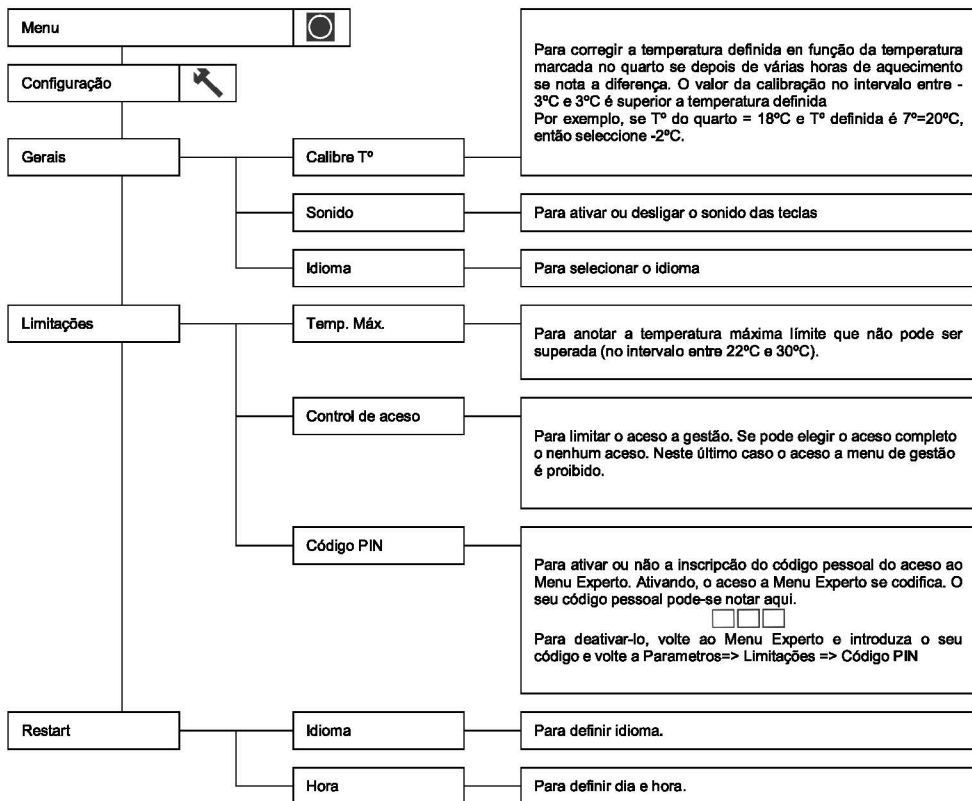 Menu
Configuração
Gerais
Calibre Tº
Para corregir a temperatura definida en função da temperatura
marcada no quarto se depois de várias horas de aquecimento
se nota a diferença. O valor da calibração no intervalo entre -
3ºC e 3ºC é superior a temperatura definida
Por exemplo, se Tº do quarto = 18ºC e Tº definida é 7º=20ºC,
então seleccione -2ºC.
Sonido
Para ativar ou desligar o sonido das teclas
Idioma
Para selecionar o idioma
Limitações
Temp. Máx.
Para anotar a temperatura máxima límite que não pode ser
superada (no intervalo entre 22ºC e 30ºC).
Control de aceso
Para limitar o aceso a gestão. Se pode elegir o aceso completo
o nenhum aceso. Neste último caso o aceso a menu de gestão
é proibido.
Código PIN
Para ativar ou não a inscripcão do código pessoal do aceso ao
Menu Experto. Ativando, o aceso a Menu Experto se codifica. O
seu código pessoal pode-se notar aqui.
Para deativar-lo, volte ao Menu Experto e introduza o seu
código e volte a Parametros=> Limitações => Código PIN
Restart
Idioma
Para definir idioma.
Hora
Para definir dia e hora.